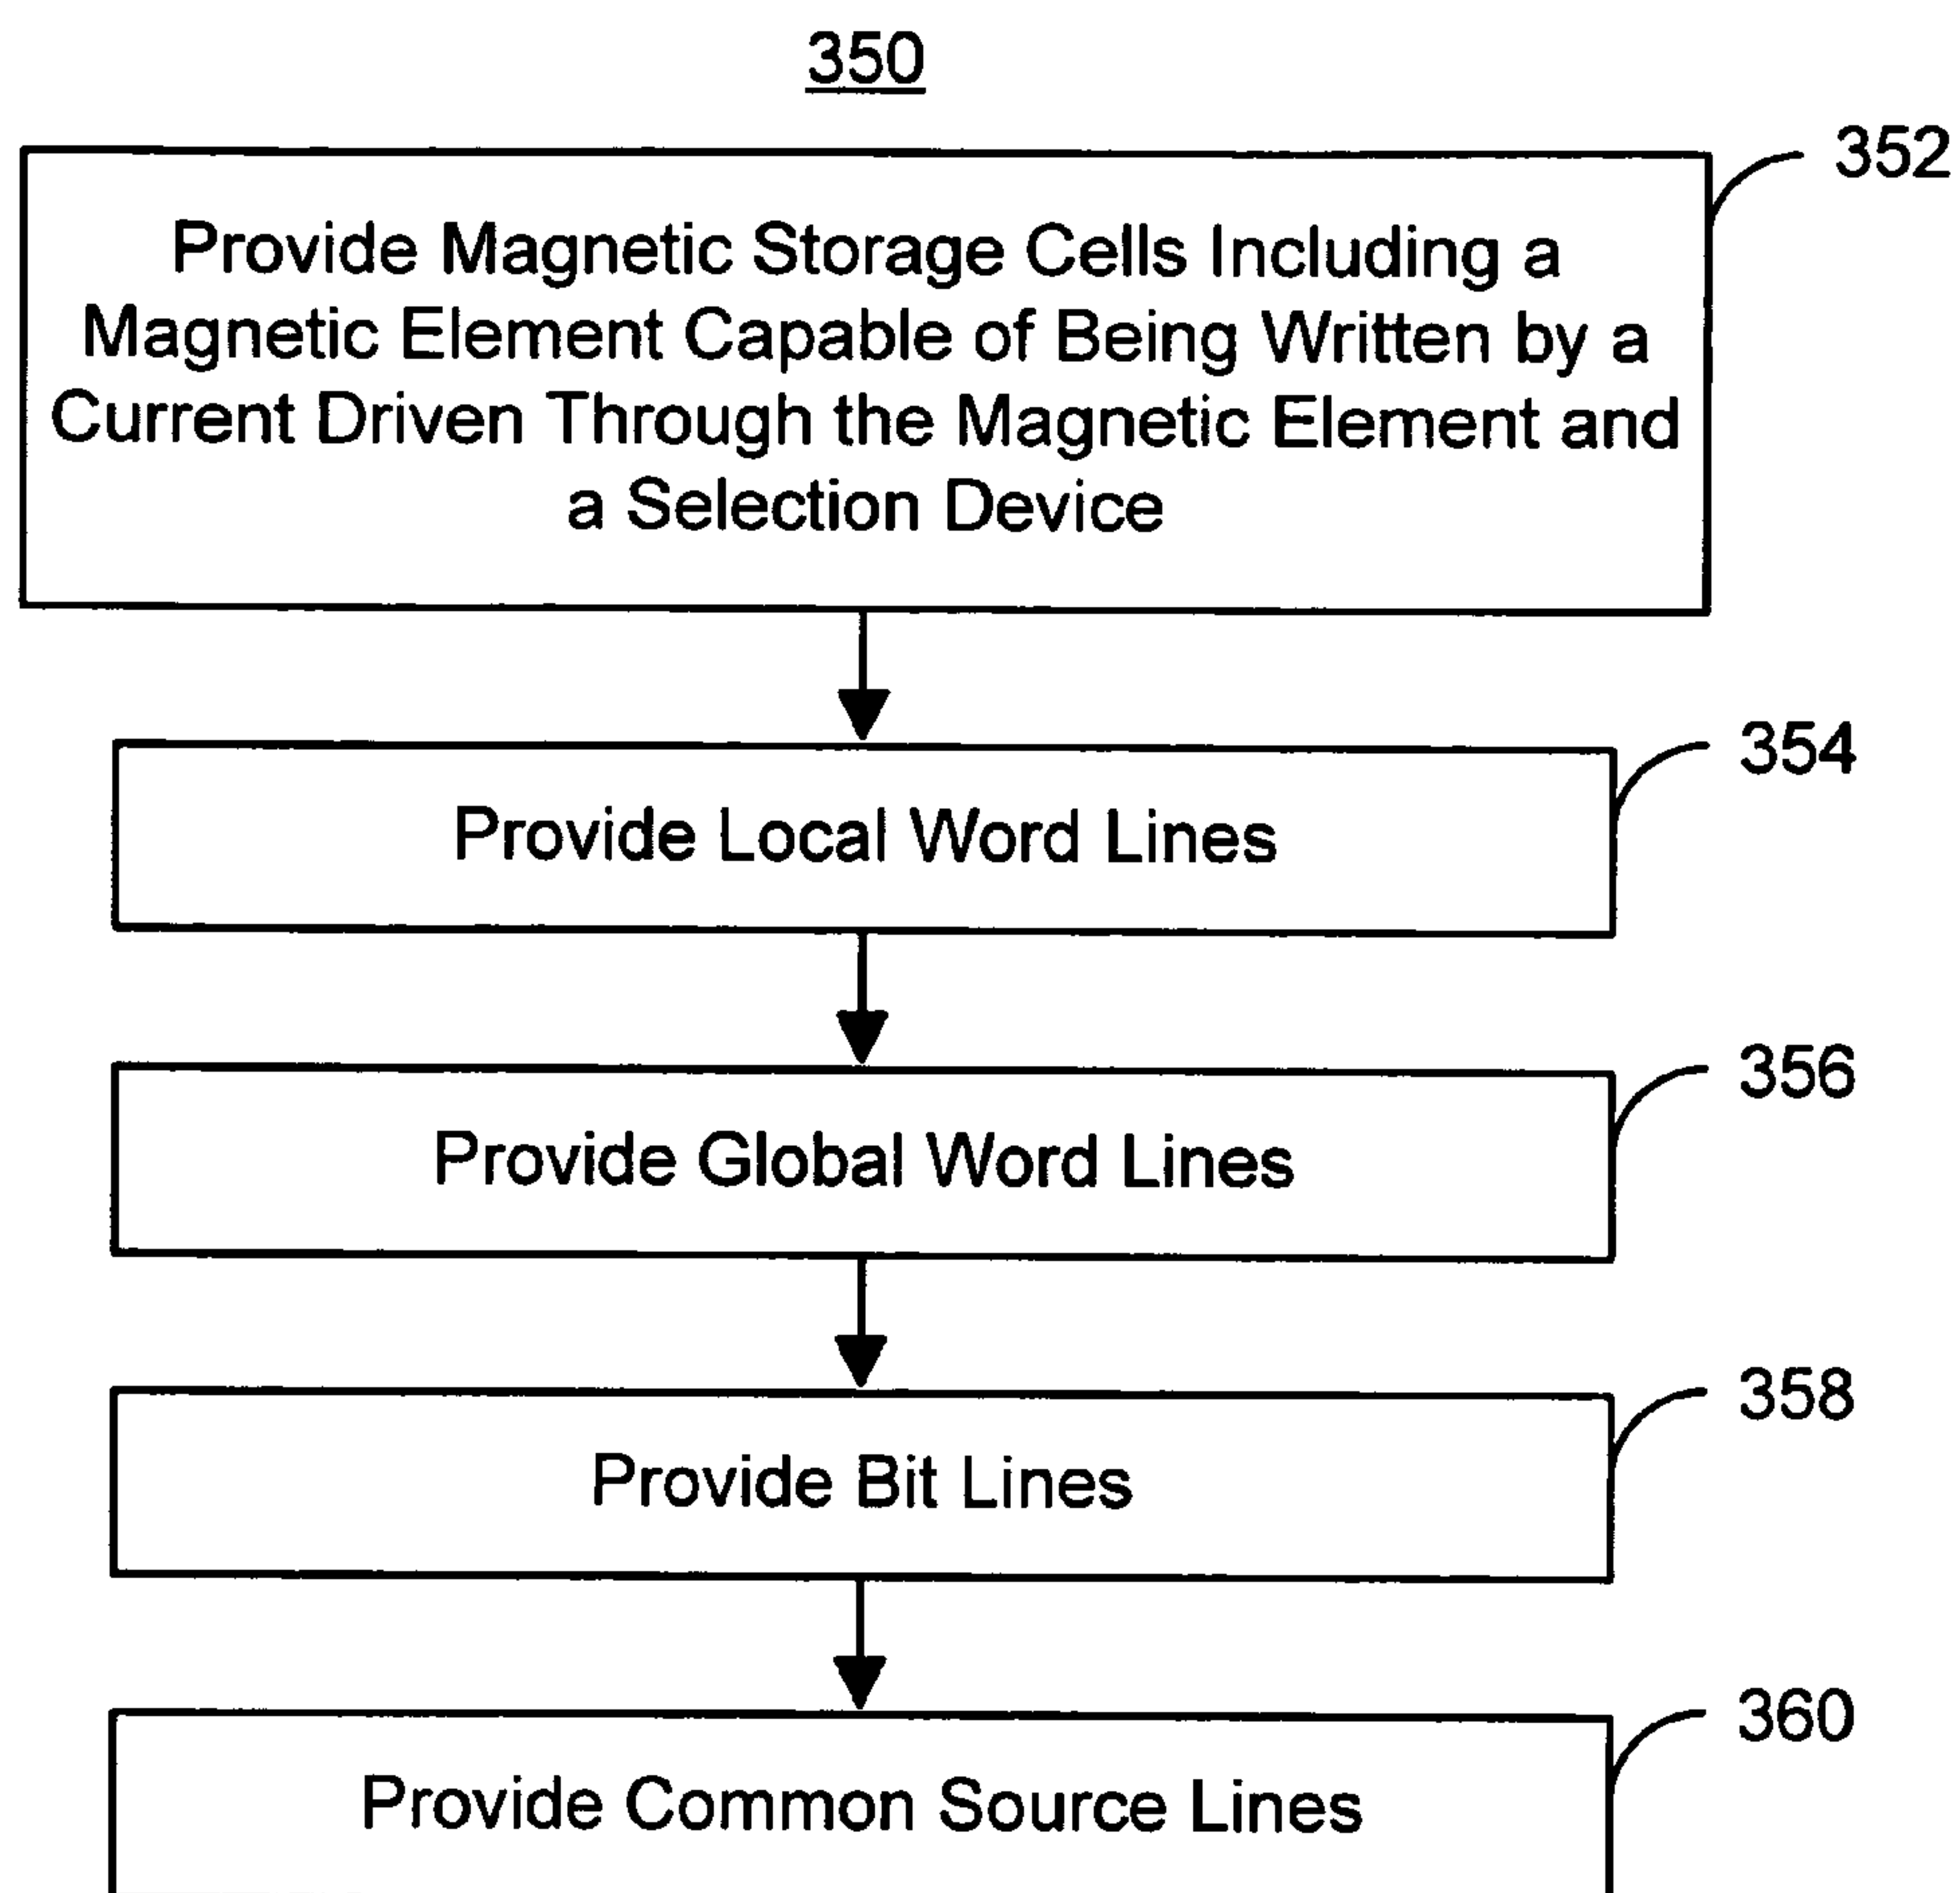 350
352
Provide Magnetic Storage Cells Including a
Magnetic Element Capable of Being Written by a
Current Driven Through the Magnetic Element and
a Selection Device
354
Provide Local Word Lines
356
Provide Global Word Lines
358
Provide Bit Lines
360
Provide Common Source Lines